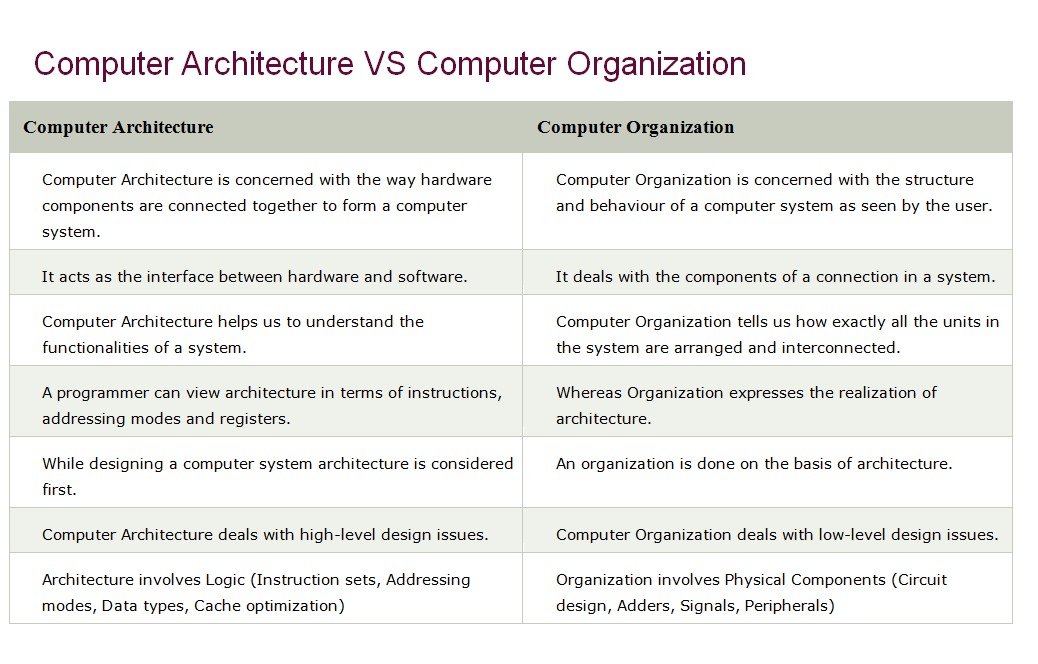 Computer Architecture VS Computer Organization
Computer Architecture
Computer Organization
Computer Architecture is concerned with the way hardware
components are connected together to form a computer
system.
Computer Organization is concerned with the structure
and behaviour of a computer system as seen by the user.
It acts as the interface between hardware and software.
It deals with the components of a connection in a system.
Computer Architecture helps us to understand the
functionalities of a system.
Computer Organization tells us how exactly all the units in
the system are arranged and interconnected.
A programmer can view architecture in terms of instructions,
addressing modes and registers.
Whereas Organization expresses the realization of
architecture.
While designing a computer system architecture is considered
first.
An organization is done on the basis of architecture.
Computer Architecture deals with high-level design issues.
Computer Organization deals with low-level design issues.
Architecture involves Logic (Instruction sets, Addressing
modes, Data types, Cache optimization)
Organization involves Physical Components (Circuit
design, Adders, Signals, Peripherals)